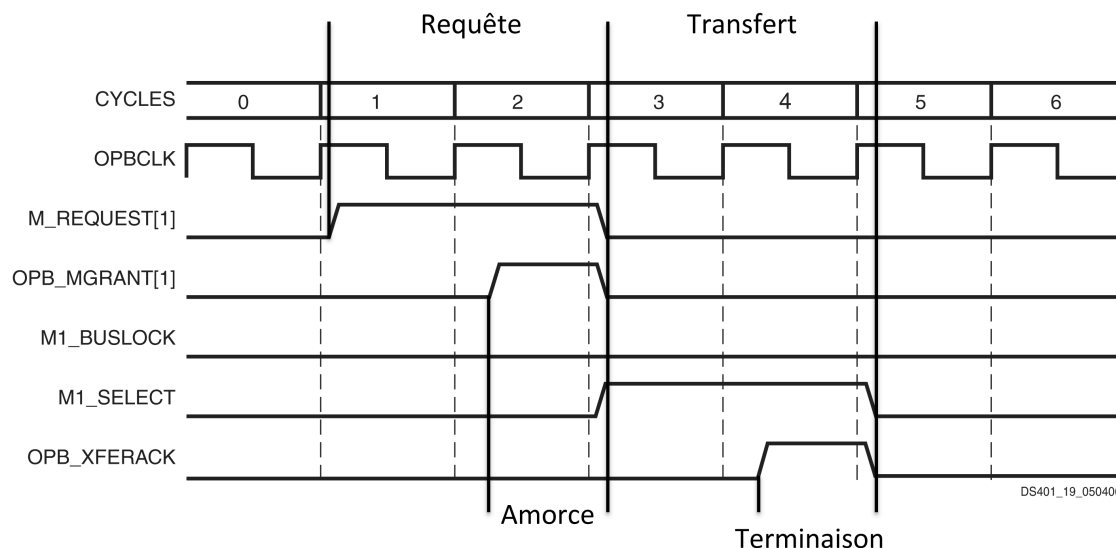 Requête Transfert
CYCLES 0 1 2 3 4 5 6
OPBCLK
M_REQUEST[1]
OPB_MGRANT[1]
M1_BUSLOCK
M1_SELECT
OPB_XFERACK
DS401_19_05040
Amorce
Terminaison